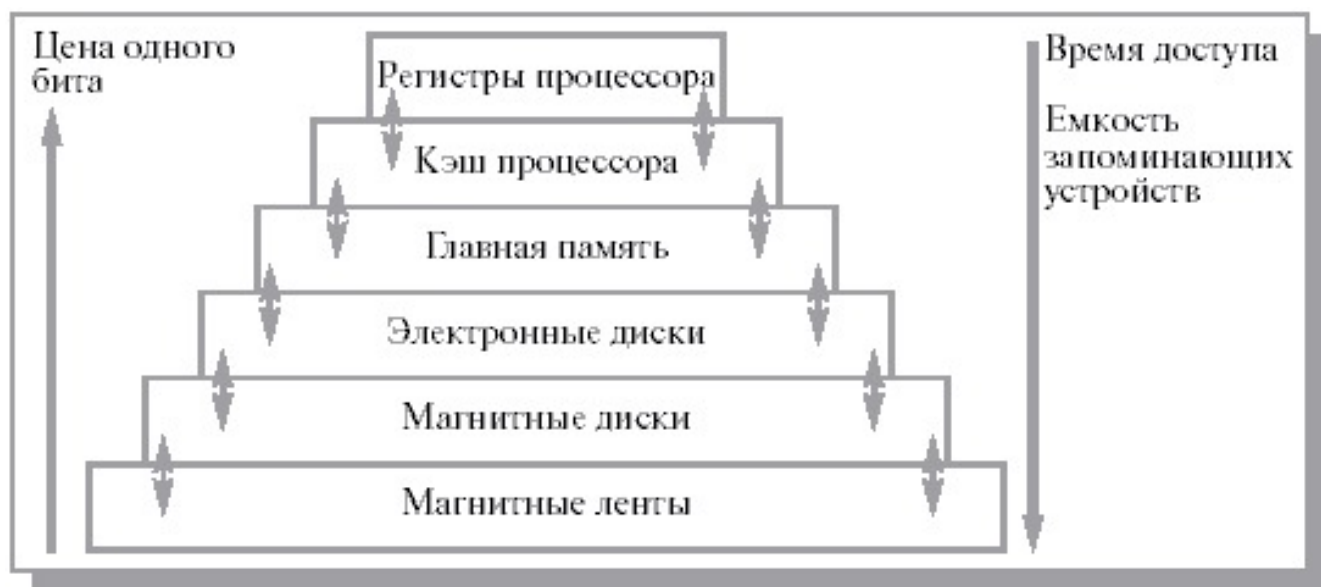 Цена одного
бита
Регистры процессора
Кэш процессора
Главная память
Электронные диски
Магнитные диски
Магнитные ленты
Время доступа
Емкость
запоминающих
устройств